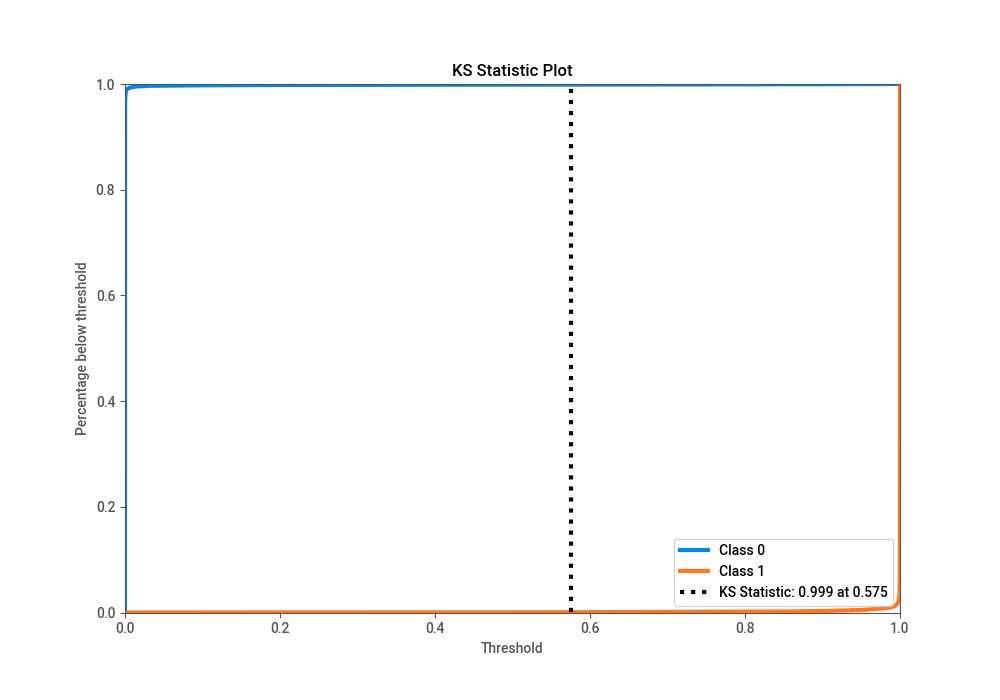 KS Statistic Plot
1.0
0.8
0.6
0.4
0.2
0.0
Percentage below threshold
0.0 0.2 0.4 0.6 0.8 1.0
Threshold
Class 0
Class 1
KS Statistic: 0.999 at 0.575